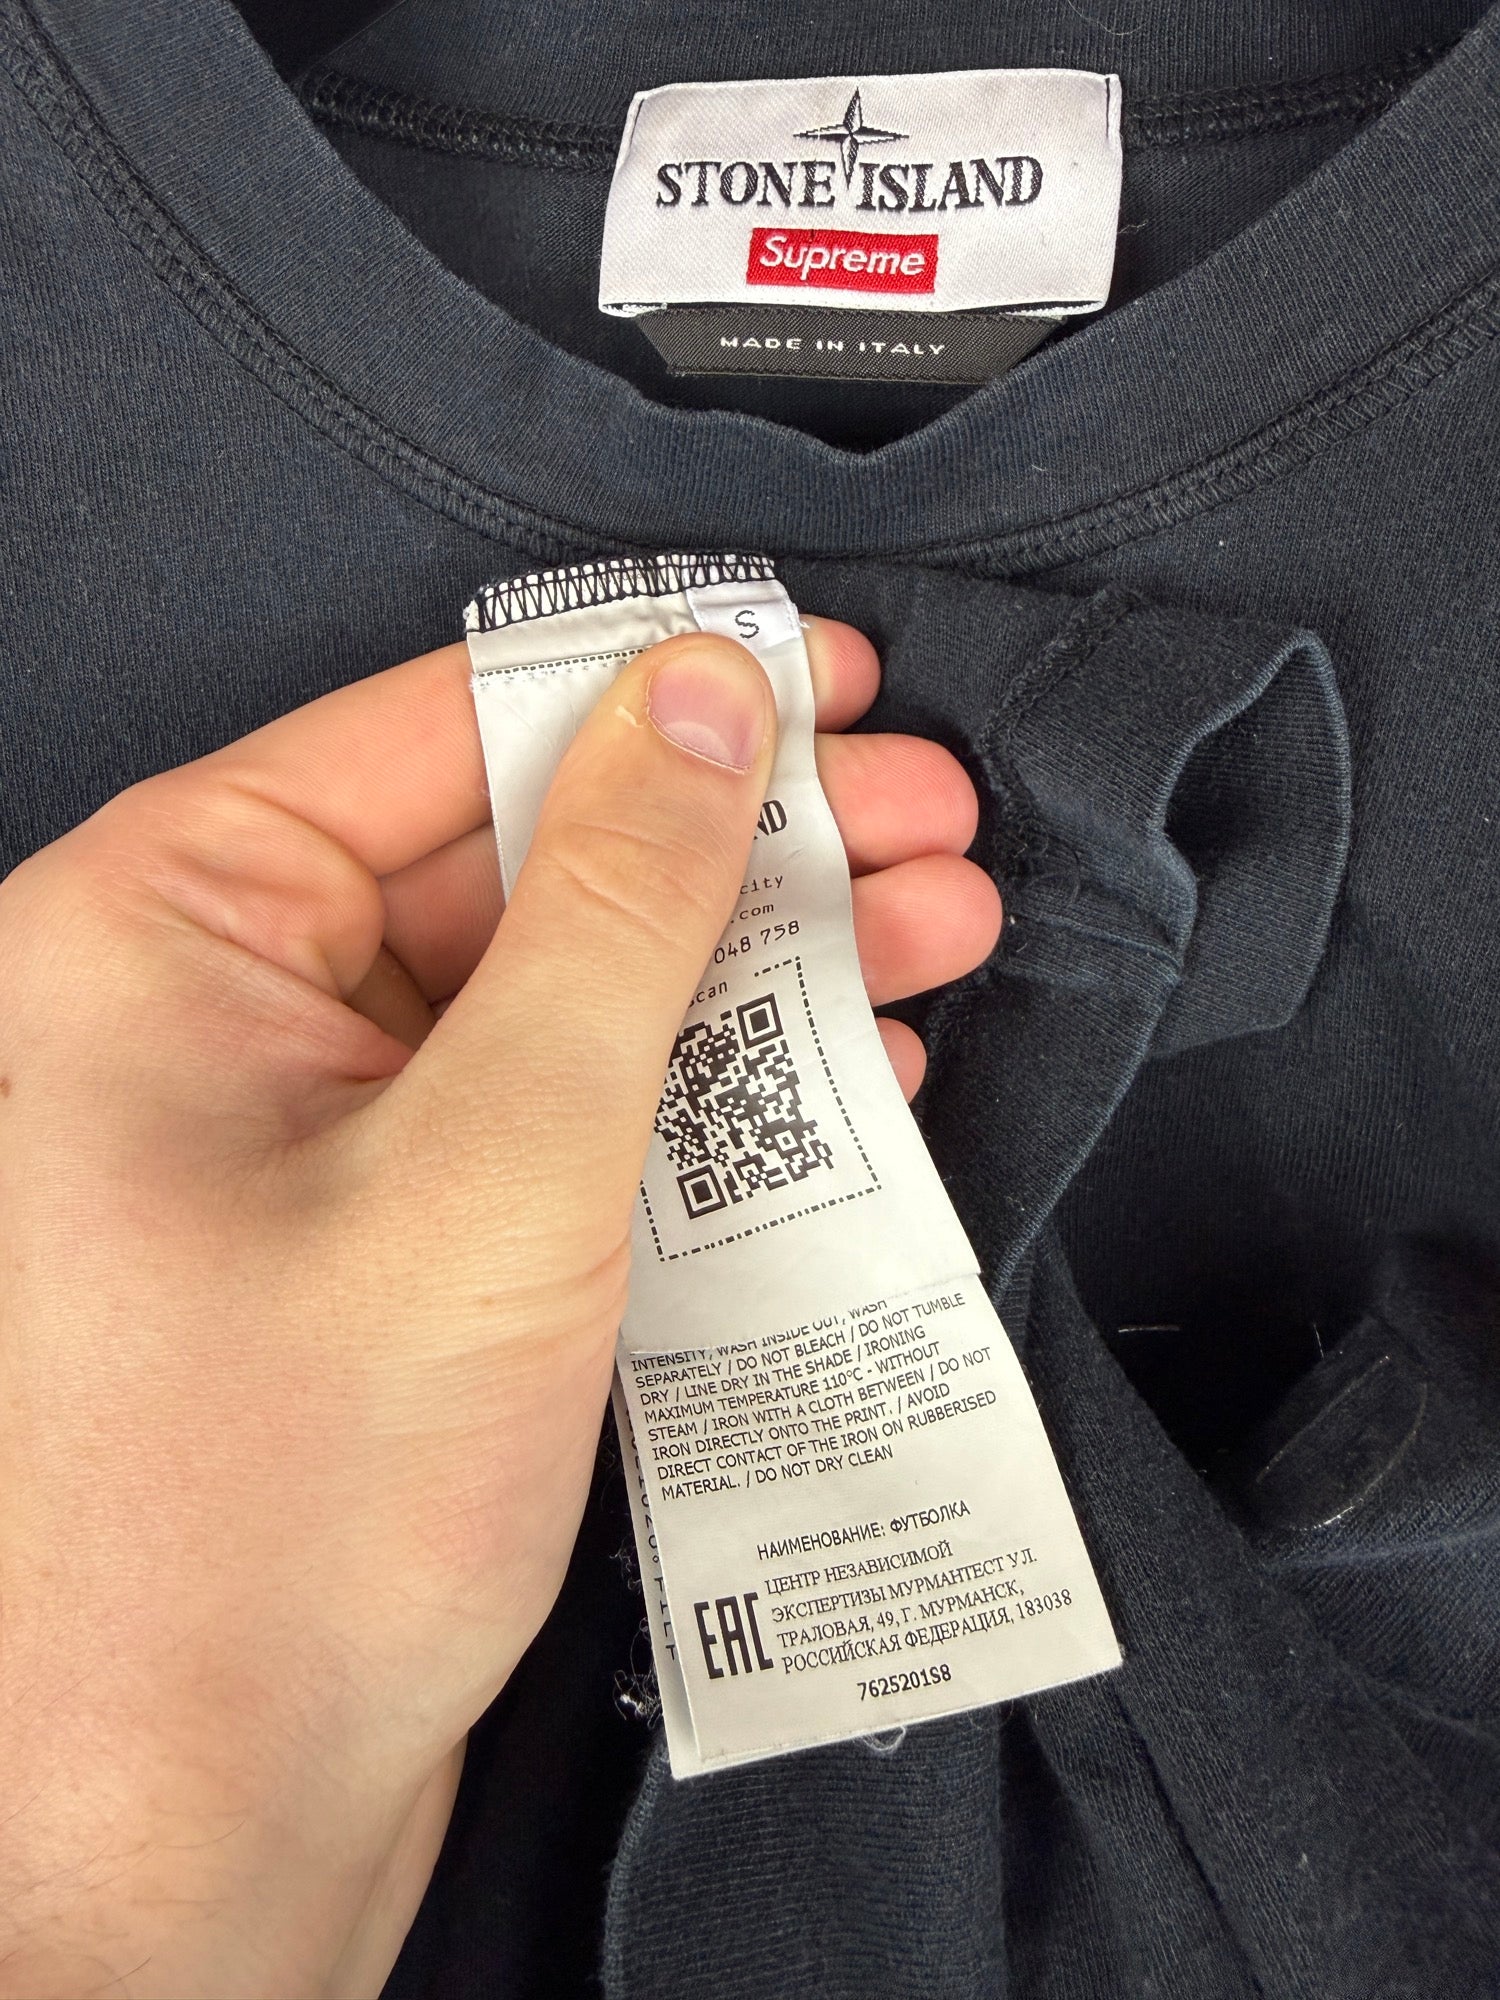 STONE ISLAND
Supreme
MADE IN ITALY
S
048 758
scan
INTENSITY, WASH INSIDE OUT, WASH
SEPARATELY / DO NOT BLEACH / DO NOT TUMBLE
DRY / LINE DRY IN THE SHADE / IRONING
MAXIMUM TEMPERATURE 110°C - WITHOUT
STEAM / IRON WITH A CLOTH BETWEEN / DO NOT
IRON DIRECTLY ONTO THE PRINT. / AVOID
DIRECT CONTACT OF THE IRON ON RUBBERISED
MATERIAL. / DO NOT DRY CLEAN
НАИМЕНОВАНИЕ: ФУТБОЛКА
EAC
ЦЕНТР НЕЗАВИСИМОЙ
ЭКСПЕРТИЗЫ МУРМАНТЕСТ УЛ.
ТРАЛОВАЯ, 49, Г. МУРМАНСК,
РОССИЙСКАЯ ФЕДЕРАЦИЯ, 183038
7625201S8